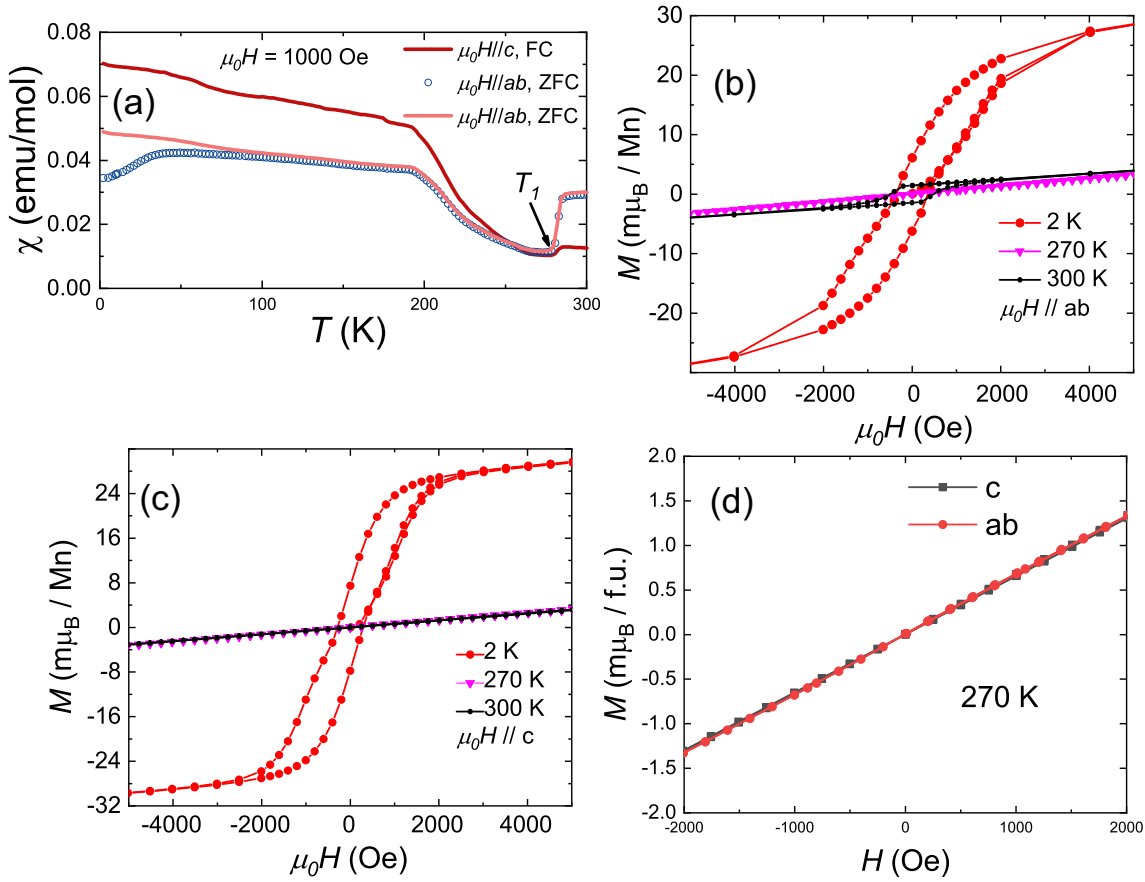 (a)
μ₀H = 1000 Oe
μ₀H//c, FC
μ₀H//ab, ZFC
μ₀H//ab, ZFC
T₁
χ (emu/mol)
0.08
0.06
0.04
0.02
0.00
0 100 200 300
T (K)
(b)
M (mμB / Mn)
30
20
10
0
-10
-20
2 K
270 K
300 K
μ₀H // ab
-4000 -2000 0 2000 4000
μ₀H (Oe)
(c)
M (mμB / Mn)
24
16
8
0
-8
-16
-24
-32
2 K
270 K
300 K
μ₀H // c
-4000 -2000 0 2000 4000
μ₀H (Oe)
(d)
c
ab
M (mμB / f.u.)
2.0
1.5
1.0
0.5
0.0
-0.5
-1.0
-1.5
-2.0
270 K
-2000 -1000 0 1000 2000
H (Oe)